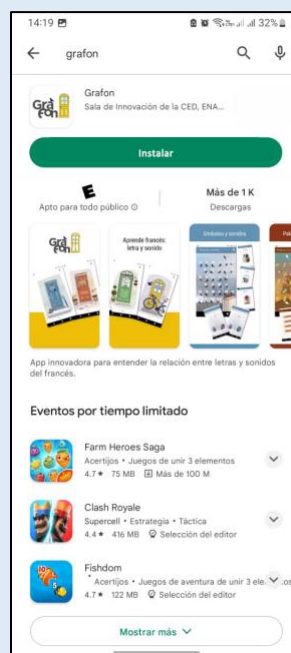 14:19
32%
grafon
Grafon
Sala de Innovación de la CED, ENA...
Instalar
E
Apto para todo público
Más de 1 K
Descargas
Grafon
Grafon
Aprende francés:
letra y sonido
Símbolos y sonidos
App innovadora para entender la relación entre letras y sonidos
del francés.
Eventos por tiempo limitado
Farm Heroes Saga
Acertijos • Juegos de unir 3 elementos
4.7★ 75 MB Más de 100 M
Clash Royale
Supercell • Estrategia • Táctica
4.4★ 416 MB Selección del editor
Fishdom
Acertijos • Juegos de aventura de unir 3 ele...os
4.7★ 122 MB Selección del editor
Mostrar más